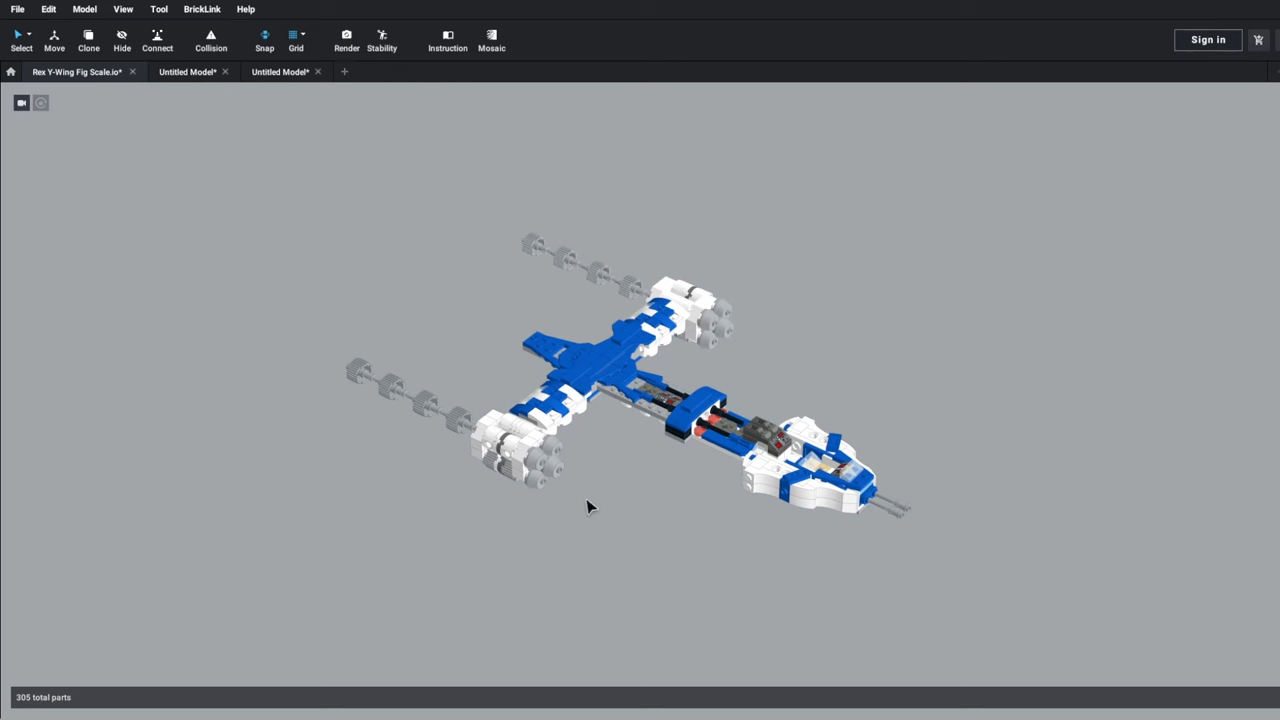 File Edit Model View Tool BrickLink Help
Select Move Clone Hide Connect Collision Snap Grid Render Stability Instruction Mosaic Sign in
Rex Y-Wing Fig Scale.io* Untitled Model* Untitled Model*
305 total parts